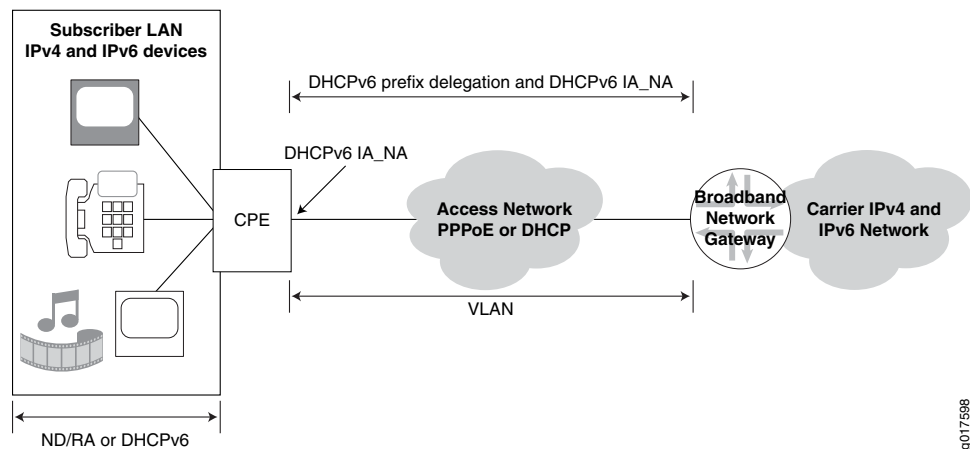 Subscriber LAN
IPv4 and IPv6 devices
DHCPv6 prefix delegation and DHCPv6 IA_NA
DHCPv6 IA_NA
CPE
Access Network
PPPoE or DHCP
Broadband
Network
Gateway
Carrier IPv4 and
IPv6 Network
VLAN
ND/RA or DHCPv6
g017598